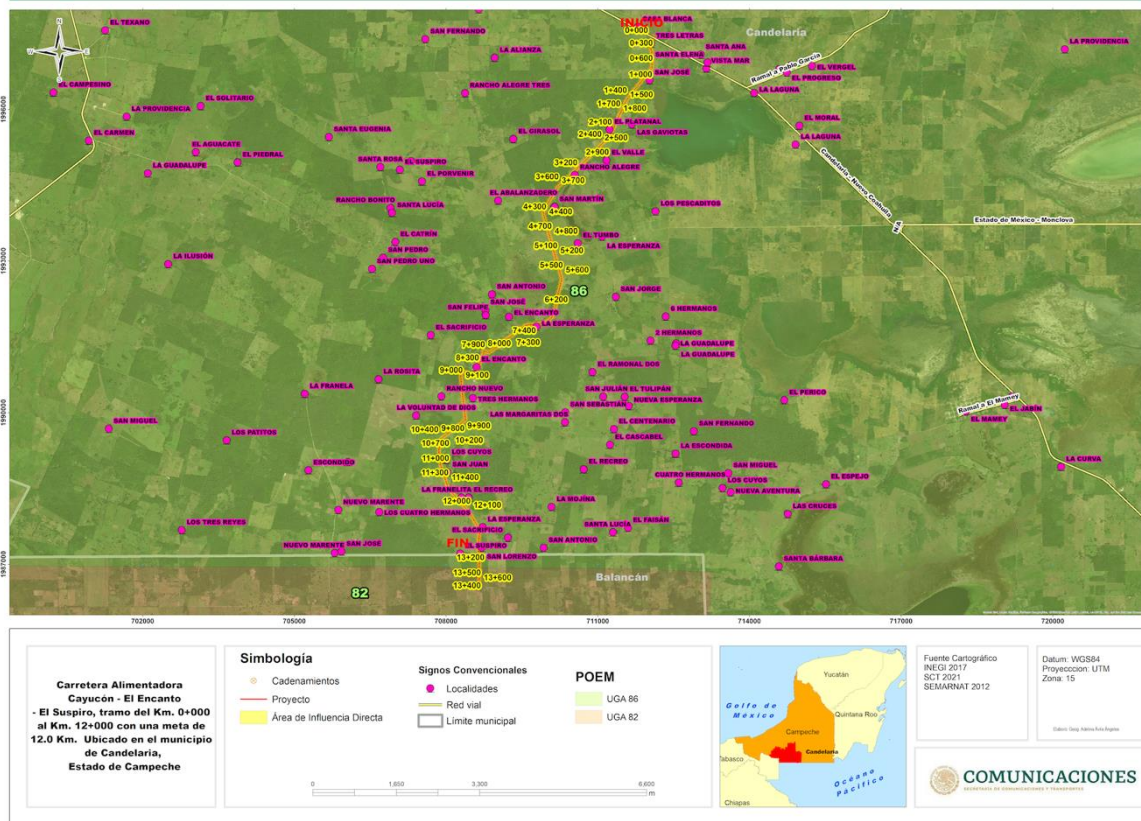 INICIO
CASA BLANCA
EL TEXANO
0+000
Candelaría
TRES LETRAS
SAN FERNANDO
0+300
LA PROVIDENCIA
SANTA ANA
LA ALIANZA
SANTA ELENA
0+600
VISTA MAR
EL VERGEL
Ramal a Pablo García
SAN JOSÉ
1+000
EL PROGRESO
EL CAMPESINO
RANCHO ALEGRE TRES
1+400
1+500
LA LAGUNA
EL SOLITARIO
1+700
1+800
LA PROVIDENCIA
2+100
EL PLATANAL
EL MORAL
SANTA EUGENIA
2+400
LAS GAVIOTAS
EL CARMEN
EL GIRASOL
2+500
LA LAGUNA
EL AGUACATE
2+900
EL VALLE
Candelaría - Nuevo Coahuila
EL PIEDRAL
SANTA ROSA
EL SUSPIRO
3+200
RANCHO ALEGRE
LA GUADALUPE
EL PORVENIR
3+600
3+700
EL ABALANZADERO
RANCHO BONITO
SANTA LUCÍA
4+300
SAN MARTÍN
4+400
LOS PESCADITOS
Estado de México - Monclova
N/A
4+700
4+800
EL CATRÍN
EL TUMBO
5+100
5+200
LA ESPERANZA
SAN PEDRO
LA ILUSIÓN
SAN PEDRO UNO
5+500
5+600
SAN ANTONIO
86
SAN JORGE
SAN JOSÉ
6+200
SAN FELIPE
EL ENCANTO
5 HERMANOS
LA ESPERANZA
7+400
EL SACRIFICIO
2 HERMANOS
7+900
8+000
7+300
LA GUADALUPE
8+300
LA GUADALUPE
EL ENCANTO
9+000
9+100
EL RAMONAL DOS
LA ROSITA
LA FRANELA
RANCHO NUEVO
SAN JULIÁN
EL TULIPÁN
TRES HERMANOS
EL PERICO
Ramal a El Mamey
SAN SEBASTIÁN
NUEVA ESPERANZA
EL JABÍN
LA VOLUNTAD DE DIOS
LAS MARGARITAS DOS
EL MAMEY
SAN MIGUEL
10+400
9+800
9+900
EL CENTENARIO
SAN FERNANDO
LOS PATITOS
10+700
10+200
EL CASCABEL
LOS CUYOS
LA ESCONDIDA
11+000
SAN JUAN
ESCONDIDO
EL RECREO
LA CURVA
11+300
11+400
CUATRO HERMANOS
SAN MIGUEL
LOS CUYOS
EL ESPEJO
LA FRANELITA
EL RECREO
NUEVA AVENTURA
12+000
12+100
LA MOJINA
NUEVO MARENTE
LOS CUATRO HERMANOS
LAS CRUCES
LOS TRES REYES
LA ESPERANZA
EL FAISÁN
EL SACRIFICIO
SANTA LUCÍA
FIN
NUEVO MARENTE
SAN JOSÉ
EL SUSPIRO
SAN ANTONIO
13+200
SAN LORENZO
SANTA BÁRBARA
13+500
13+600
Balancán
13+400
82
1996000
1993000
1990000
1987000
702000
705000
708000
711000
714000
717000
720000
Carretera Alimentadora
Cayucón - El Encanto
- El Suspiro, tramo del Km. 0+000
al Km. 12+000 con una meta de
12.0 Km. Ubicado en el municipio
de Candelaria,
Estado de Campeche
Simbología
Cadenamientos
Proyecto
Área de Influencia Directa
Signos Convencionales
Localidades
Red vial
Límite municipal
POEM
UGA 86
UGA 82
0
1,650
3,300
6,600
m
Yucatán
Golfo de
México
Quintana Roo
Campeche
Candelaria
Tabasco
Océano
Pacífico
Chiapas
Fuente Cartográfico
INEGI 2017
SCT 2021
SEMARNAT 2012
Datum: WGS84
Proyeccción: UTM
Zona: 15
COMUNICACIONES
SECRETARÍA DE COMUNICACIONES Y TRANSPORTES